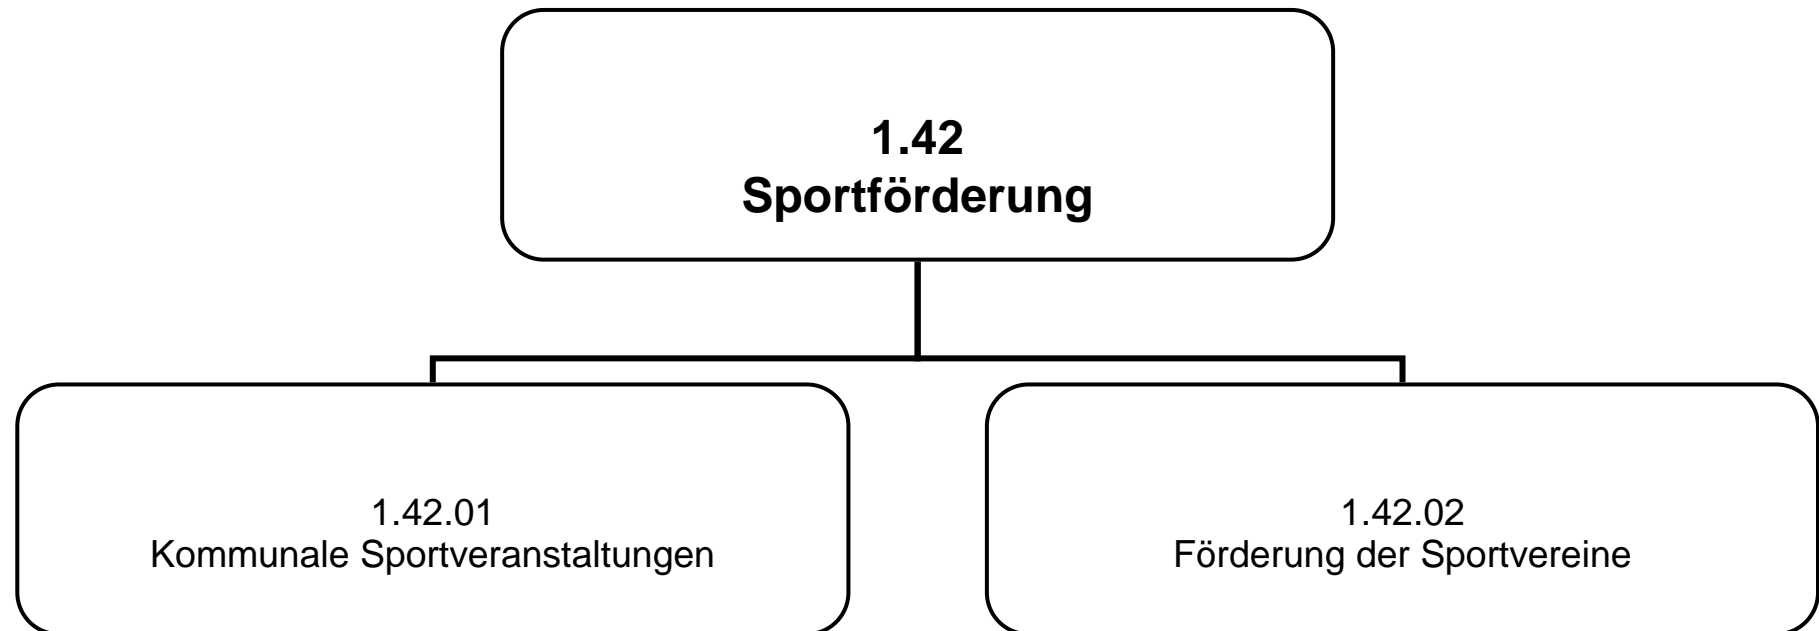 1.42
Sportförderung
1.42.01
Kommunale Sportveranstaltungen
1.42.02
Förderung der Sportvereine